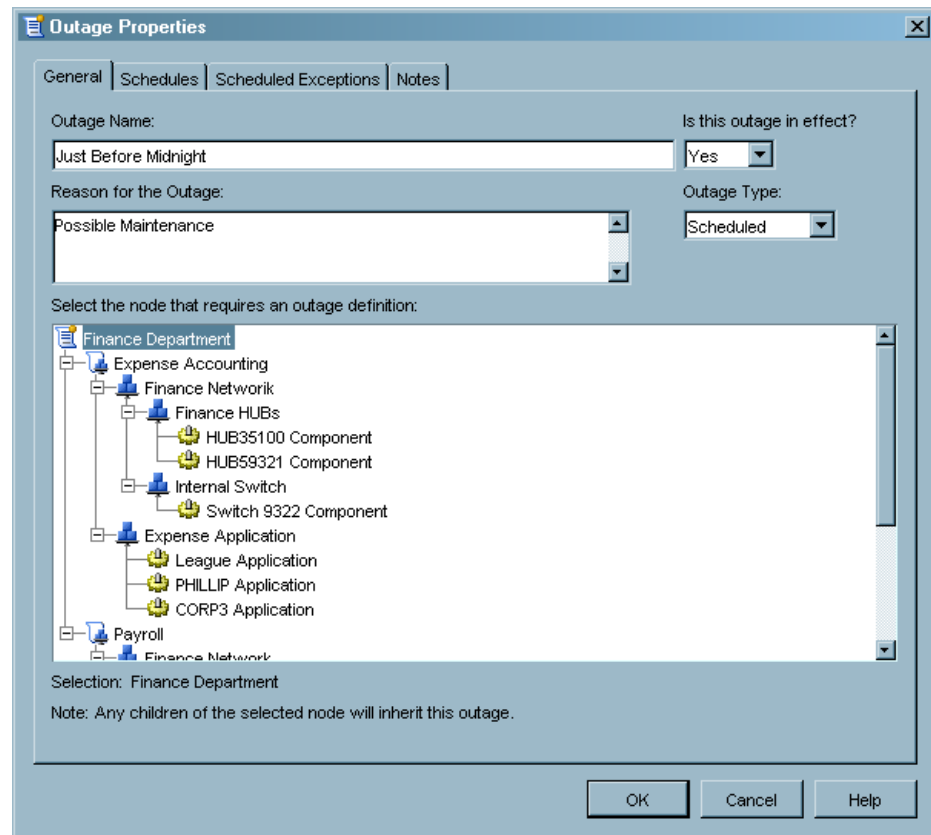 Outage Properties
General Schedules Scheduled Exceptions Notes
Outage Name: Is this outage in effect?
Just Before Midnight Yes
Reason for the Outage: Outage Type:
Possible Maintenance Scheduled
Select the node that requires an outage definition:
Finance Department
Expense Accounting
Finance Networik
Finance HUBs
HUB35100 Component
HUB59321 Component
Internal Switch
Switch 9322 Component
Expense Application
League Application
PHILLIP Application
CORP3 Application
Payroll
Finance Network
Selection: Finance Department
Note: Any children of the selected node will inherit this outage.
OK Cancel Help